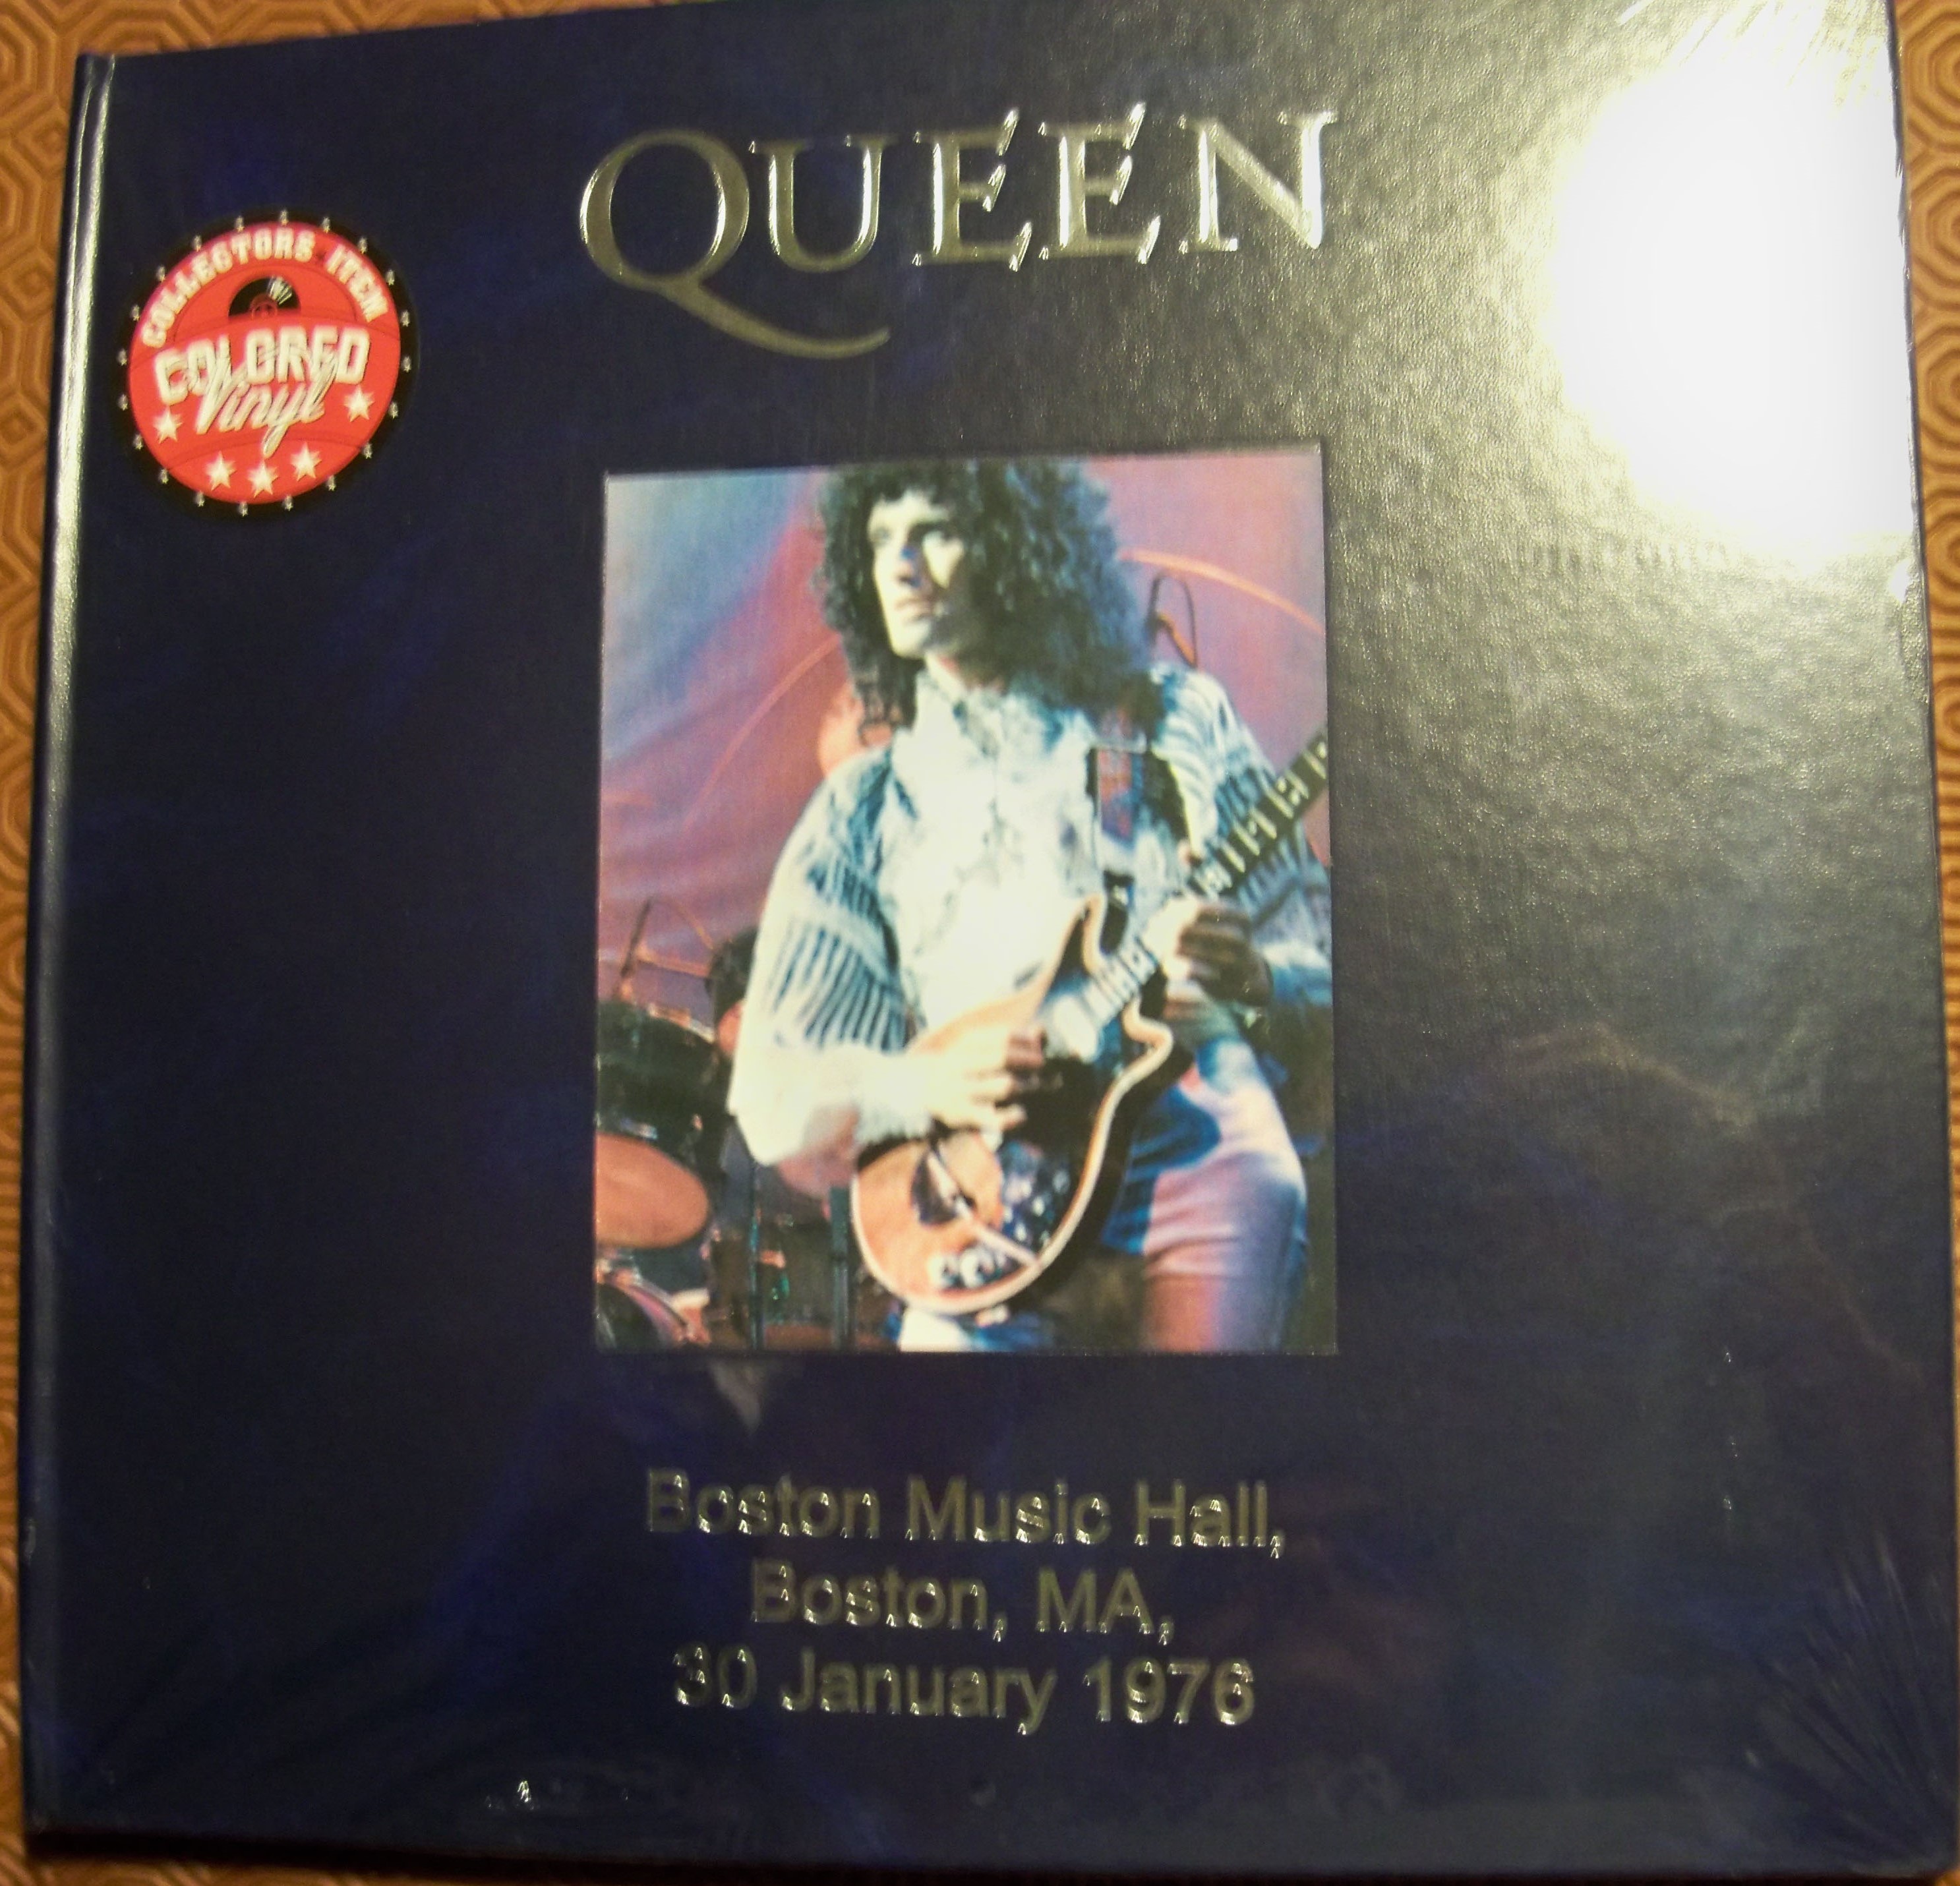 QUEEN
COLLECTORS ITEM
COLORED
Vinyl
Boston Music Hall,
Boston, MA,
30 January 1976